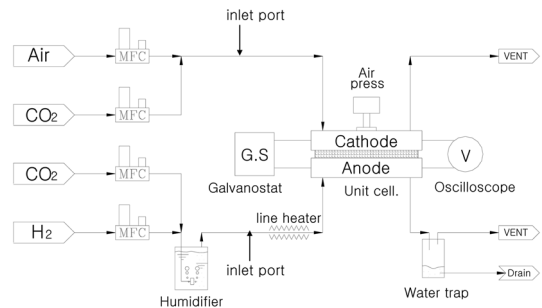 inlet port
Air
MFC
VENT
Air
press
CO2
MFC
Cathode
G.S
V
CO2
MFC
Anode
Galvanostat
Unit cell.
Oscilloscope
line heater
H2
MFC
VENT
inlet port
Drain
Water trap
Humidifier